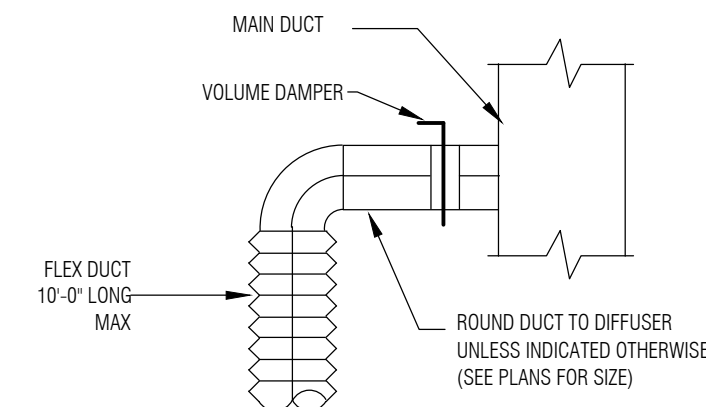 MAIN DUCT
VOLUME DAMPER
FLEX DUCT
10'-0" LONG
MAX
ROUND DUCT TO DIFFUSER
UNLESS INDICATED OTHERWISE
(SEE PLANS FOR SIZE)